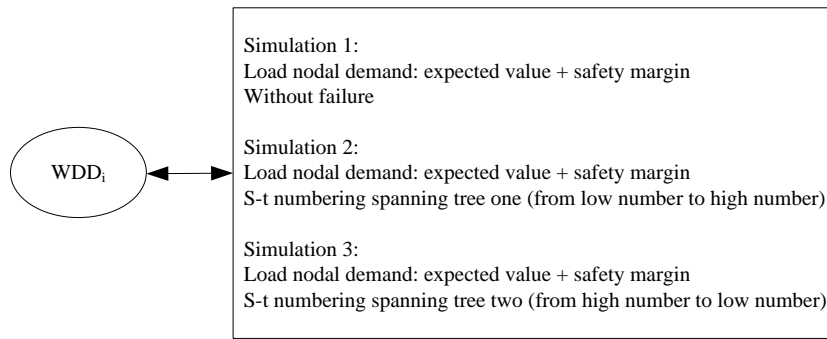 WDDi
Simulation 1:
Load nodal demand: expected value + safety margin
Without failure
Simulation 2:
Load nodal demand: expected value + safety margin
S-t numbering spanning tree one (from low number to high number)
Simulation 3:
Load nodal demand: expected value + safety margin
S-t numbering spanning tree two (from high number to low number)